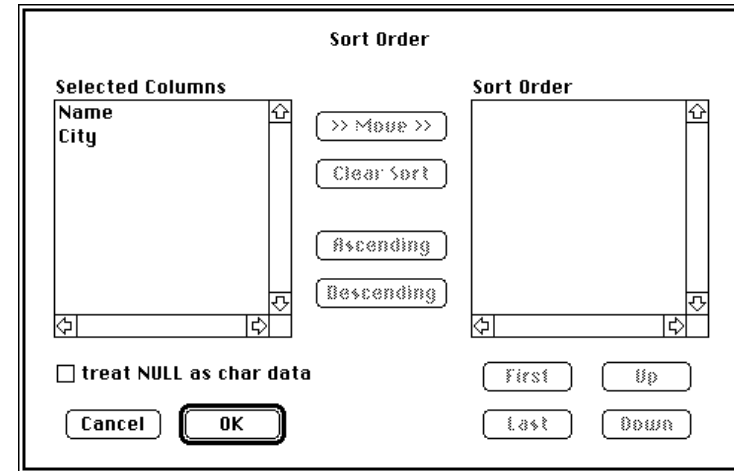 Sort Order
Selected Columns
Sort Order
Name
City
>> Move >>
Clear Sort
Ascending
Descending
treat NULL as char data
First
Up
Cancel
OK
Last
Down